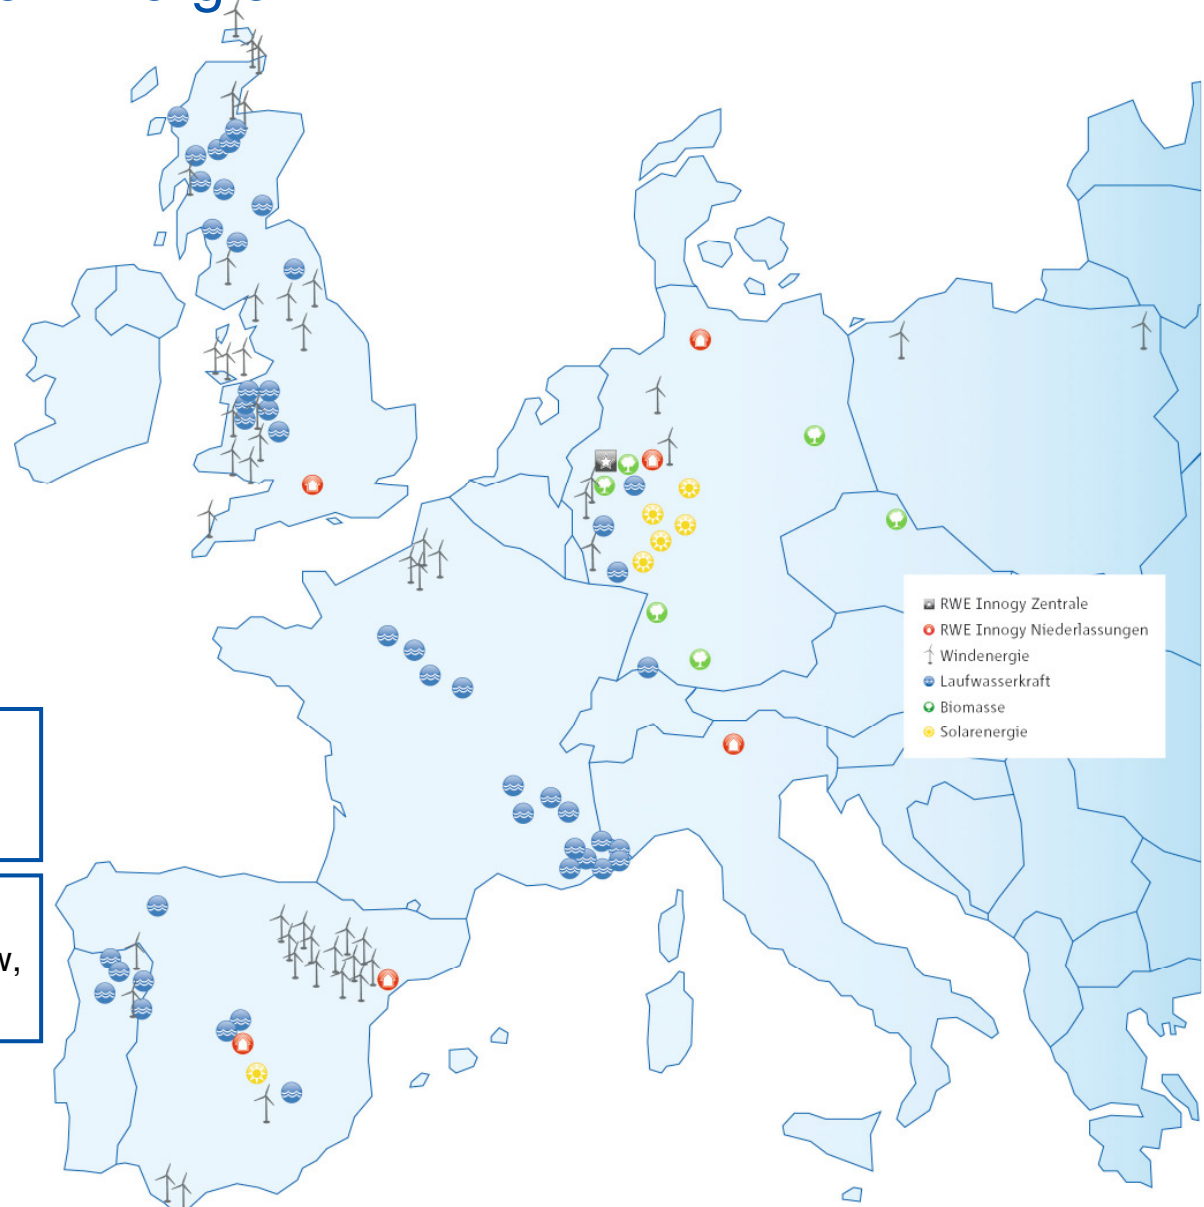 RWE Innogy Zentrale
RWE Innogy Niederlassungen
Windenergie
Laufwasserkraft
Biomasse
Solarenergie